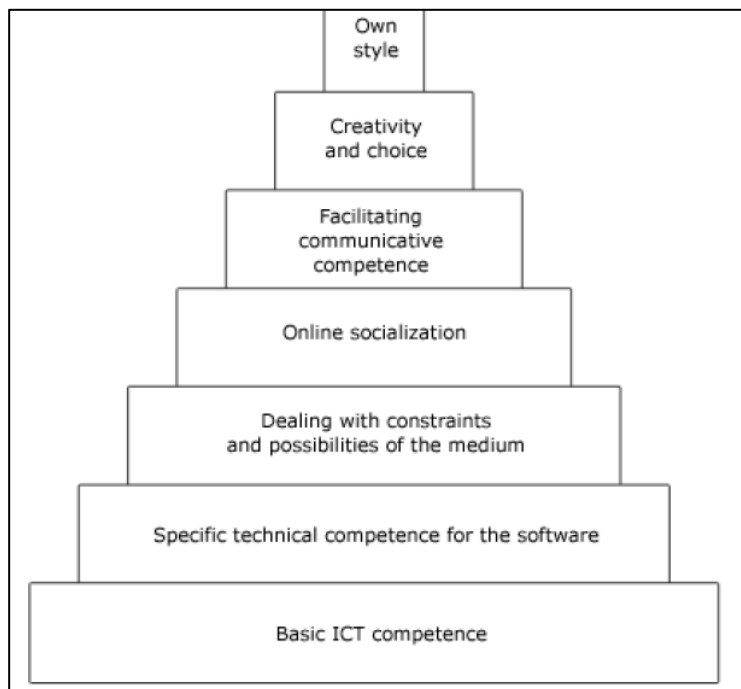 Own
style
Creativity
and choice
Facilitating
communicative
competence
Online socialization
Dealing with constraints
and possibilities of the medium
Specific technical competence for the software
Basic ICT competence